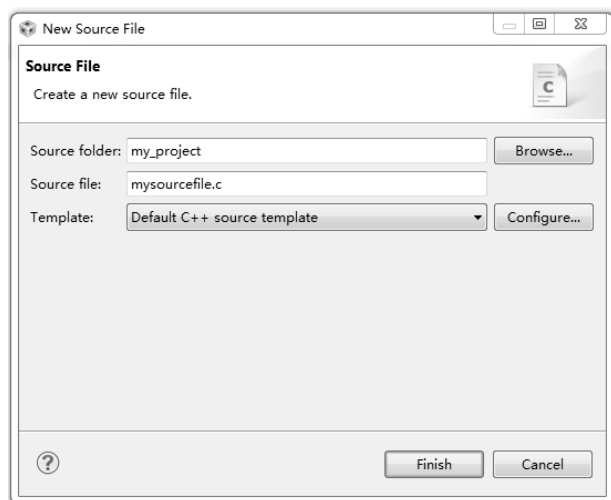 New Source File
Source File
Create a new source file.
C
Source folder: my_project Browse...
Source file: mysourcefile.c
Template: Default C++ source template Configure...
?
Finish Cancel